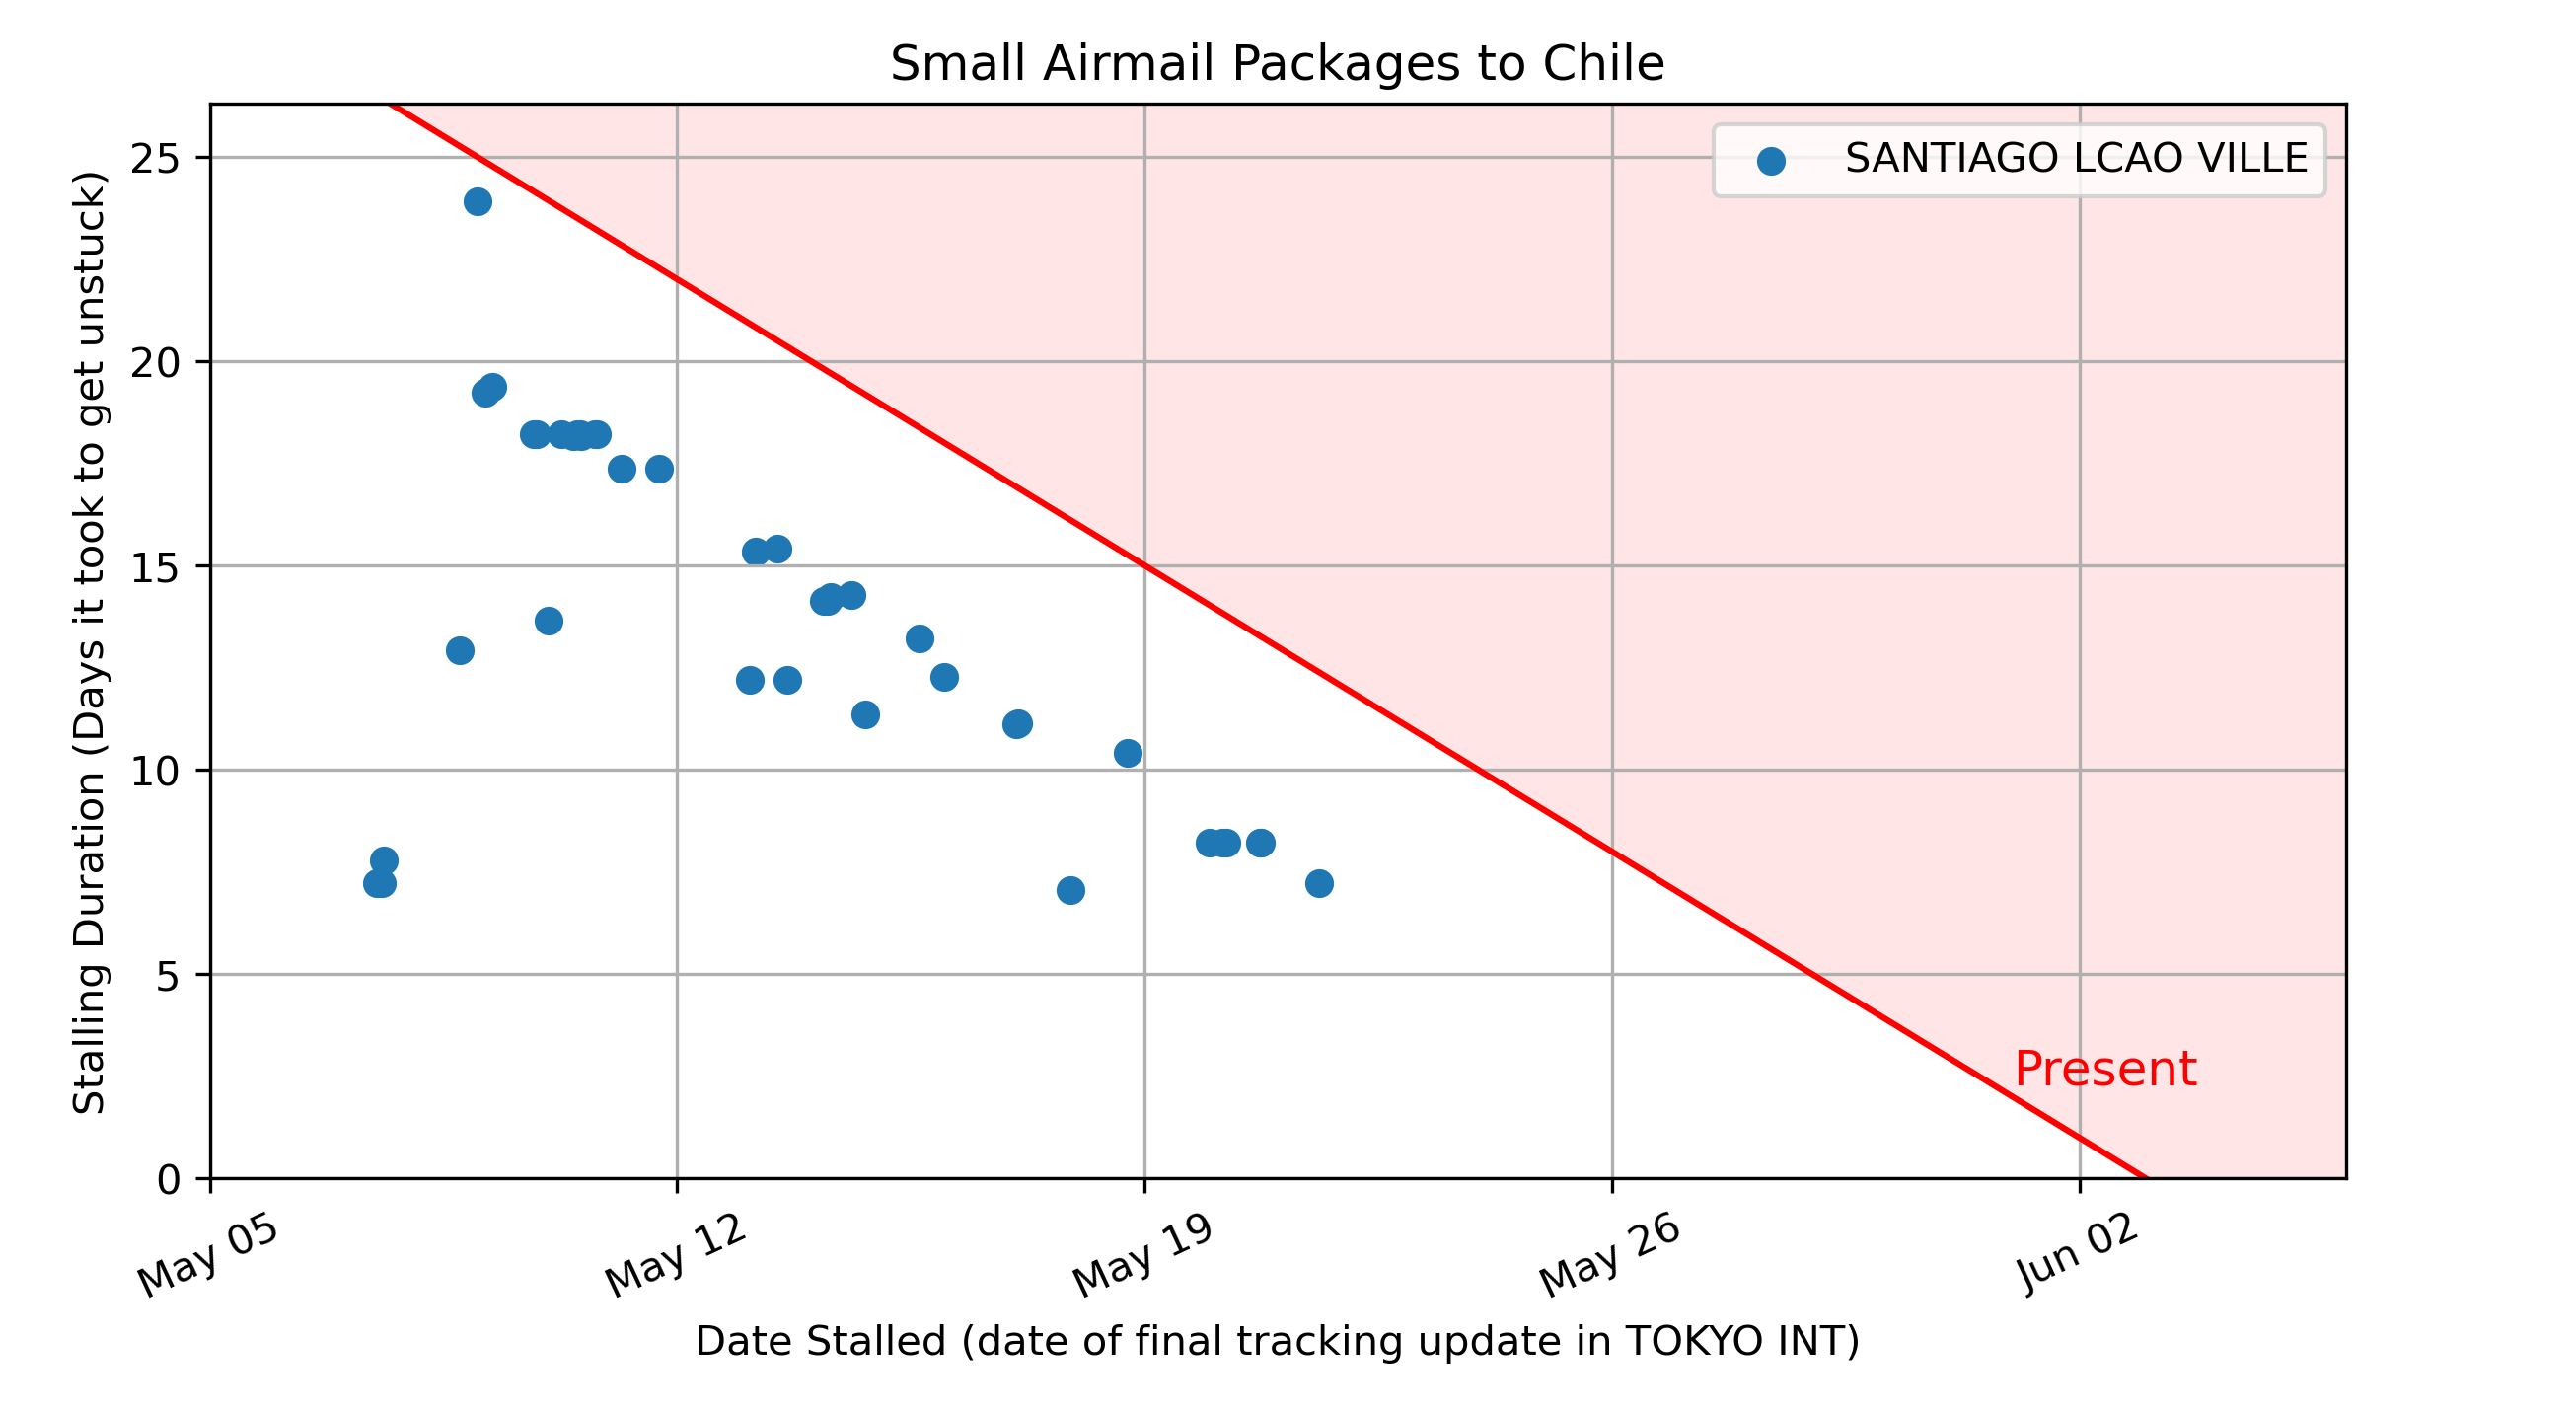 Small Airmail Packages to Chile
SANTIAGO LCAO VILLE
Stalling Duration (Days it took to get unstuck)
25
20
15
10
5
0
Present
May 05
May 12
May 19
May 26
Jun 02
Date Stalled (date of final tracking update in TOKYO INT)